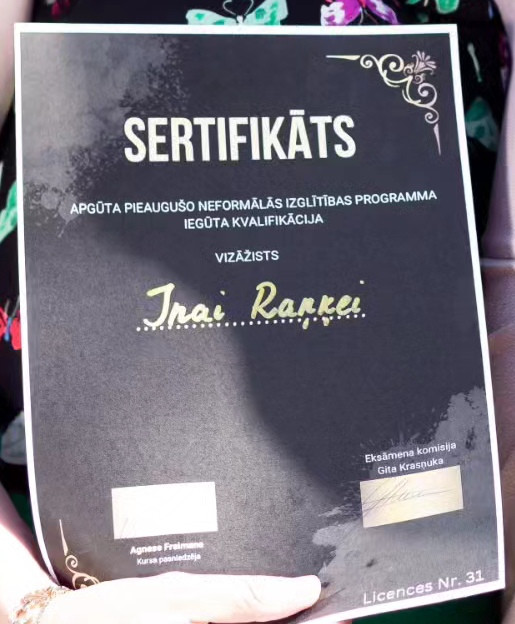 SERTIFIKĀTS
APGŪTA PIEAUGUŠO NEFORMĀLĀS IZGLĪTĪBAS PROGRAMMA
IEGŪTA KVALIFIKĀCIJA
VIZĀŽISTS
Inai Raņķei
Eksāmena komisija
Gita Krasņuka
Agnese Freimane
Kursa pasniedzēja
Licences Nr. 31